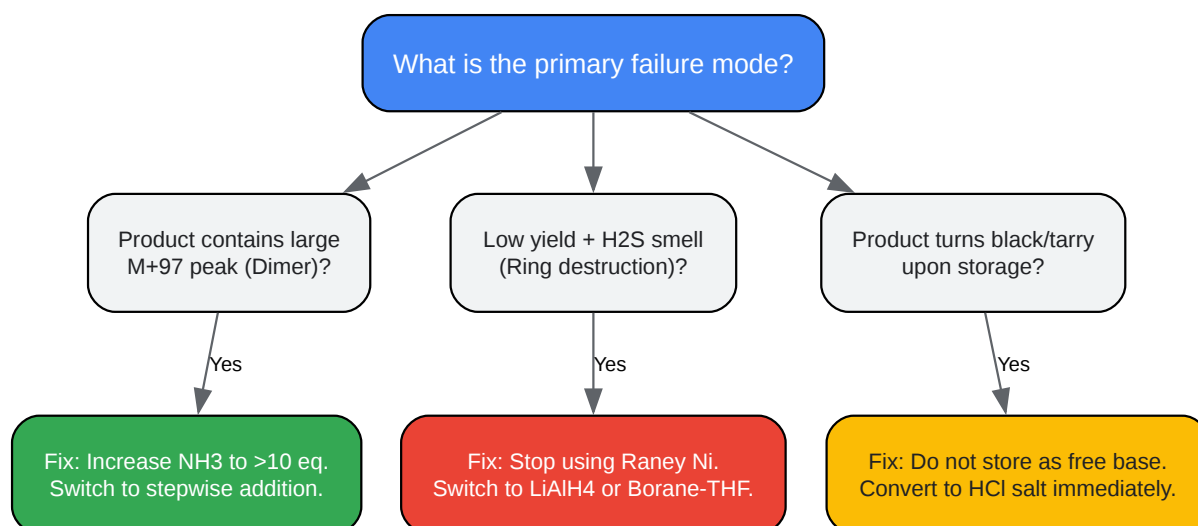 What is the primary failure mode?
Product contains large
M+97 peak (Dimer)?
Low yield + H2S smell
(Ring destruction)?
Product turns black/tarry
upon storage?
Yes
Yes
Yes
Fix: Increase NH3 to >10 eq.
Switch to stepwise addition.
Fix: Stop using Raney Ni.
Switch to LiAlH4 or Borane-THF.
Fix: Do not store as free base.
Convert to HCl salt immediately.